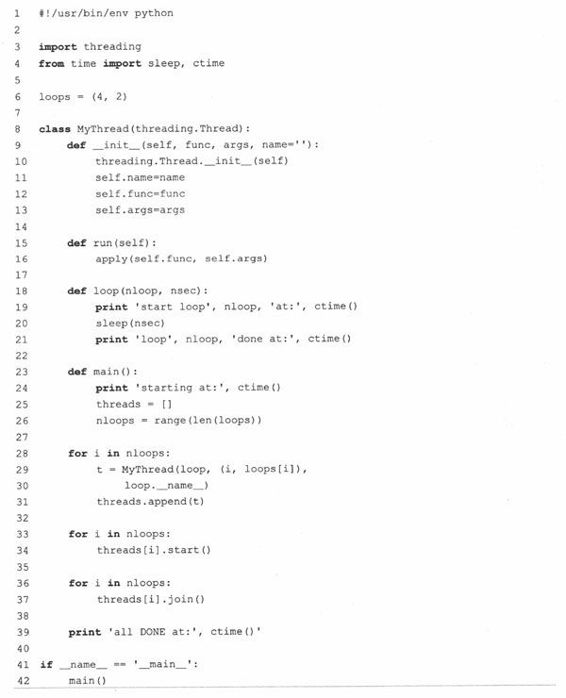 1 #!/usr/bin/env python
2
3 import threading
4 from time import sleep, ctime
5
6 loops = (4, 2)
7
8 class MyThread(threading.Thread):
9 def __init__(self, func, args, name=''):
10 threading.Thread.__init__(self)
11 self.name=name
12 self.func=func
13 self.args=args
14
15 def run(self):
16 apply(self.func, self.args)
17
18 def loop(nloop, nsec):
19 print 'start loop', nloop, 'at:', ctime()
20 sleep(nsec)
21 print 'loop', nloop, 'done at:', ctime()
22
23 def main():
24 print 'starting at:', ctime()
25 threads = []
26 nloops = range(len(loops))
27
28 for i in nloops:
29 t = MyThread(loop, (i, loops[i]),
30 loop.__name__)
31 threads.append(t)
32
33 for i in nloops:
34 threads[i].start()
35
36 for i in nloops:
37 threads[i].join()
38
39 print 'all DONE at:', ctime()'
40
41 if __name__ == '__main__':
42 main()